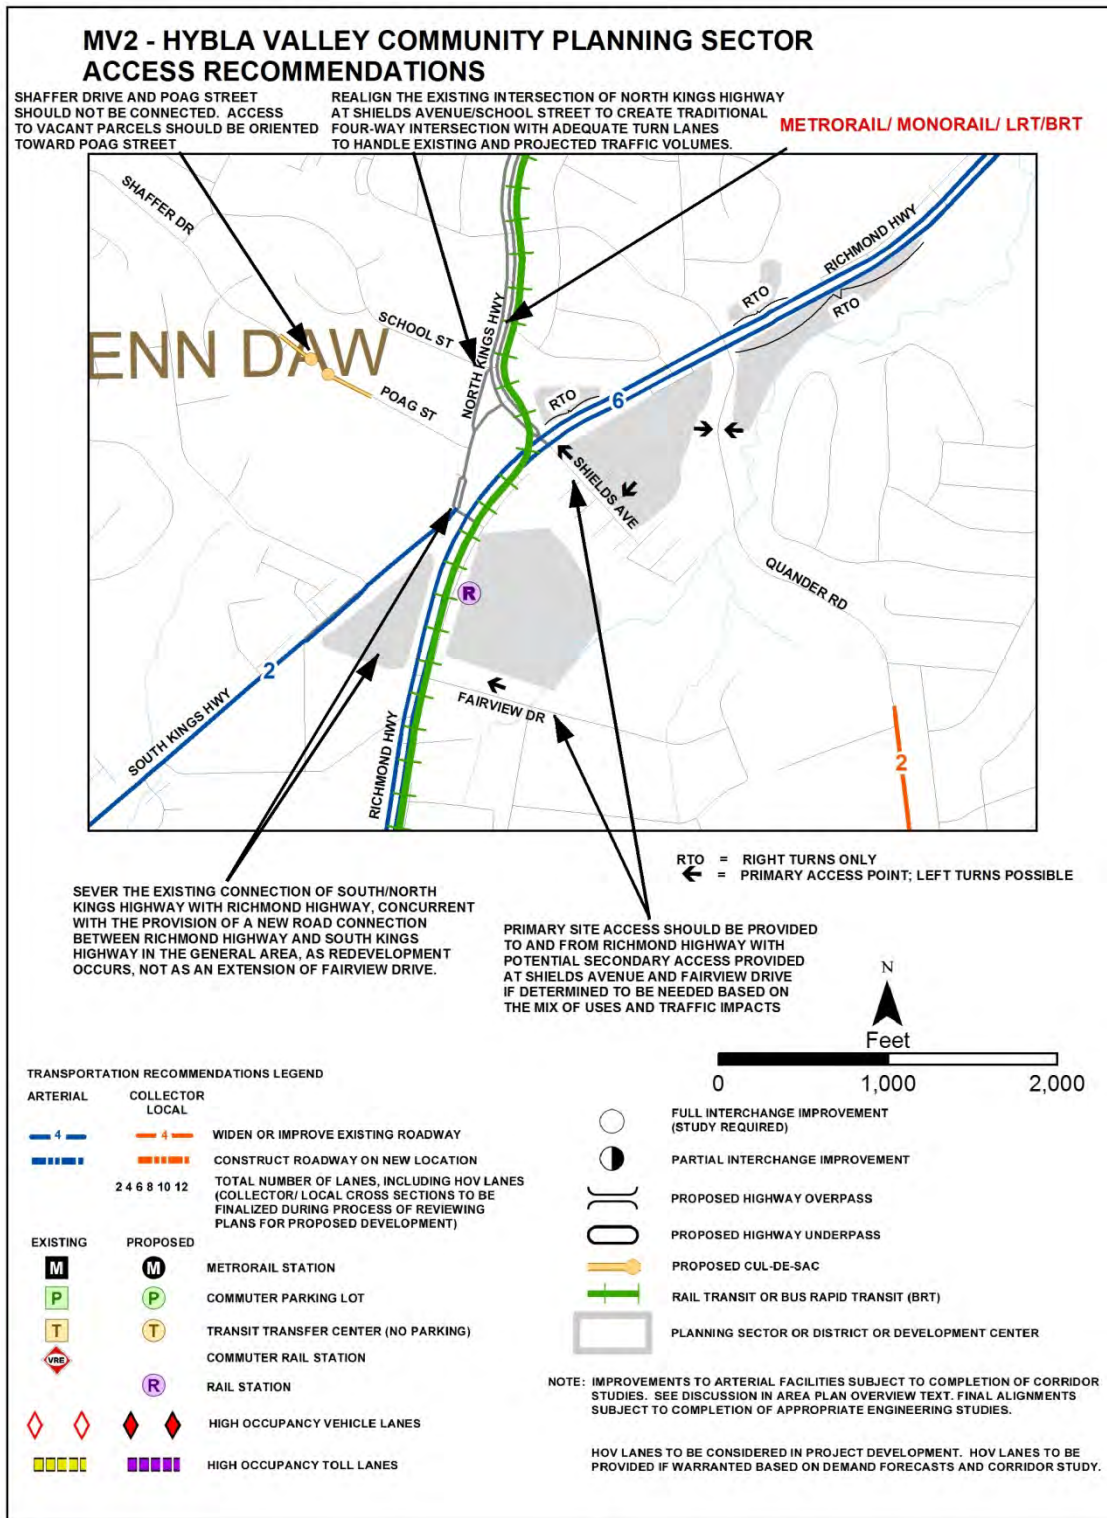 MV2 - HYBLA VALLEY COMMUNITY PLANNING SECTOR
ACCESS RECOMMENDATIONS
SHAFFER DRIVE AND POAG STREET
SHOULD NOT BE CONNECTED. ACCESS
TO VACANT PARCELS SHOULD BE ORIENTED
TOWARD POAG STREET
REALIGN THE EXISTING INTERSECTION OF NORTH KINGS HIGHWAY
AT SHIELDS AVENUE/SCHOOL STREET TO CREATE TRADITIONAL
FOUR-WAY INTERSECTION WITH ADEQUATE TURN LANES
TO HANDLE EXISTING AND PROJECTED TRAFFIC VOLUMES.
METRORAIL/ MONORAIL/ LRT/BRT
SHAFFER DR
RICHMOND HWY
RTO
RTO
SCHOOL ST
NORTH KINGS HWY
ENN DAW
POAG ST
RTO
6
SHIELDS AVE
QUANDER RD
R
2
SOUTH KINGS HWY
FAIRVIEW DR
RICHMOND HWY
2
RTO = RIGHT TURNS ONLY
= PRIMARY ACCESS POINT; LEFT TURNS POSSIBLE
SEVER THE EXISTING CONNECTION OF SOUTH/NORTH
KINGS HIGHWAY WITH RICHMOND HIGHWAY, CONCURRENT
WITH THE PROVISION OF A NEW ROAD CONNECTION
BETWEEN RICHMOND HIGHWAY AND SOUTH KINGS
HIGHWAY IN THE GENERAL AREA, AS REDEVELOPMENT
OCCURS, NOT AS AN EXTENSION OF FAIRVIEW DRIVE.
PRIMARY SITE ACCESS SHOULD BE PROVIDED
TO AND FROM RICHMOND HIGHWAY WITH
POTENTIAL SECONDARY ACCESS PROVIDED
AT SHIELDS AVENUE AND FAIRVIEW DRIVE
IF DETERMINED TO BE NEEDED BASED ON
THE MIX OF USES AND TRAFFIC IMPACTS
N
Feet
0 1,000 2,000
TRANSPORTATION RECOMMENDATIONS LEGEND
ARTERIAL
COLLECTOR
LOCAL
4 4 WIDEN OR IMPROVE EXISTING ROADWAY
CONSTRUCT ROADWAY ON NEW LOCATION
2 4 6 8 10 12 TOTAL NUMBER OF LANES, INCLUDING HOV LANES
(COLLECTOR/ LOCAL CROSS SECTIONS TO BE
FINALIZED DURING PROCESS OF REVIEWING
PLANS FOR PROPOSED DEVELOPMENT)
EXISTING PROPOSED
M M METRORAIL STATION
P P COMMUTER PARKING LOT
T T TRANSIT TRANSFER CENTER (NO PARKING)
VRE COMMUTER RAIL STATION
R RAIL STATION
HIGH OCCUPANCY VEHICLE LANES
HIGH OCCUPANCY TOLL LANES
FULL INTERCHANGE IMPROVEMENT
(STUDY REQUIRED)
PARTIAL INTERCHANGE IMPROVEMENT
PROPOSED HIGHWAY OVERPASS
PROPOSED HIGHWAY UNDERPASS
PROPOSED CUL-DE-SAC
RAIL TRANSIT OR BUS RAPID TRANSIT (BRT)
PLANNING SECTOR OR DISTRICT OR DEVELOPMENT CENTER
NOTE: IMPROVEMENTS TO ARTERIAL FACILITIES SUBJECT TO COMPLETION OF CORRIDOR
STUDIES. SEE DISCUSSION IN AREA PLAN OVERVIEW TEXT. FINAL ALIGNMENTS
SUBJECT TO COMPLETION OF APPROPRIATE ENGINEERING STUDIES.
HOV LANES TO BE CONSIDERED IN PROJECT DEVELOPMENT. HOV LANES TO BE
PROVIDED IF WARRANTED BASED ON DEMAND FORECASTS AND CORRIDOR STUDY.